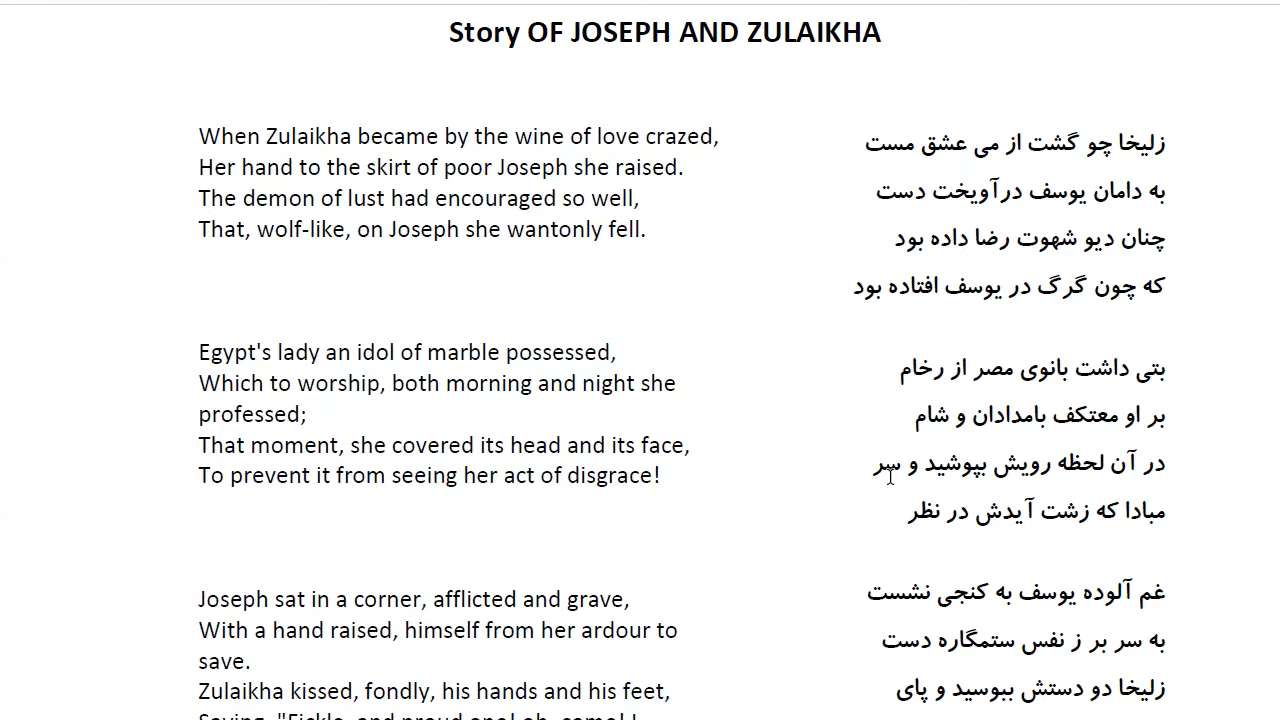 Story OF JOSEPH AND ZULAIKHA
When Zulaikha became by the wine of love crazed,
Her hand to the skirt of poor Joseph she raised.
The demon of lust had encouraged so well,
That, wolf-like, on Joseph she wantonly fell.
زلیخا چو گشت از می عشق مست
به دامان یوسف درآویخت دست
چنان دیو شهوت رضا داده بود
که چون گرگ در یوسف افتاده بود
Egypt's lady an idol of marble possessed,
Which to worship, both morning and night she
professed;
That moment, she covered its head and its face,
To prevent it from seeing her act of disgrace!
بتی داشت بانوی مصر از رخام
بر او معتکف بامدادان و شام
در آن لحظه رویش بپوشید و سر
مبادا که زشت آیدش در نظر
Joseph sat in a corner, afflicted and grave,
With a hand raised, himself from her ardour to
save.
Zulaikha kissed, fondly, his hands and his feet,
Saying, "Fickle, and proud one! oh, come!
غم آلوده یوسف به کنجی نشست
به سر بر ز نفس ستمگاره دست
زلیخا دو دستش ببوسید و پای